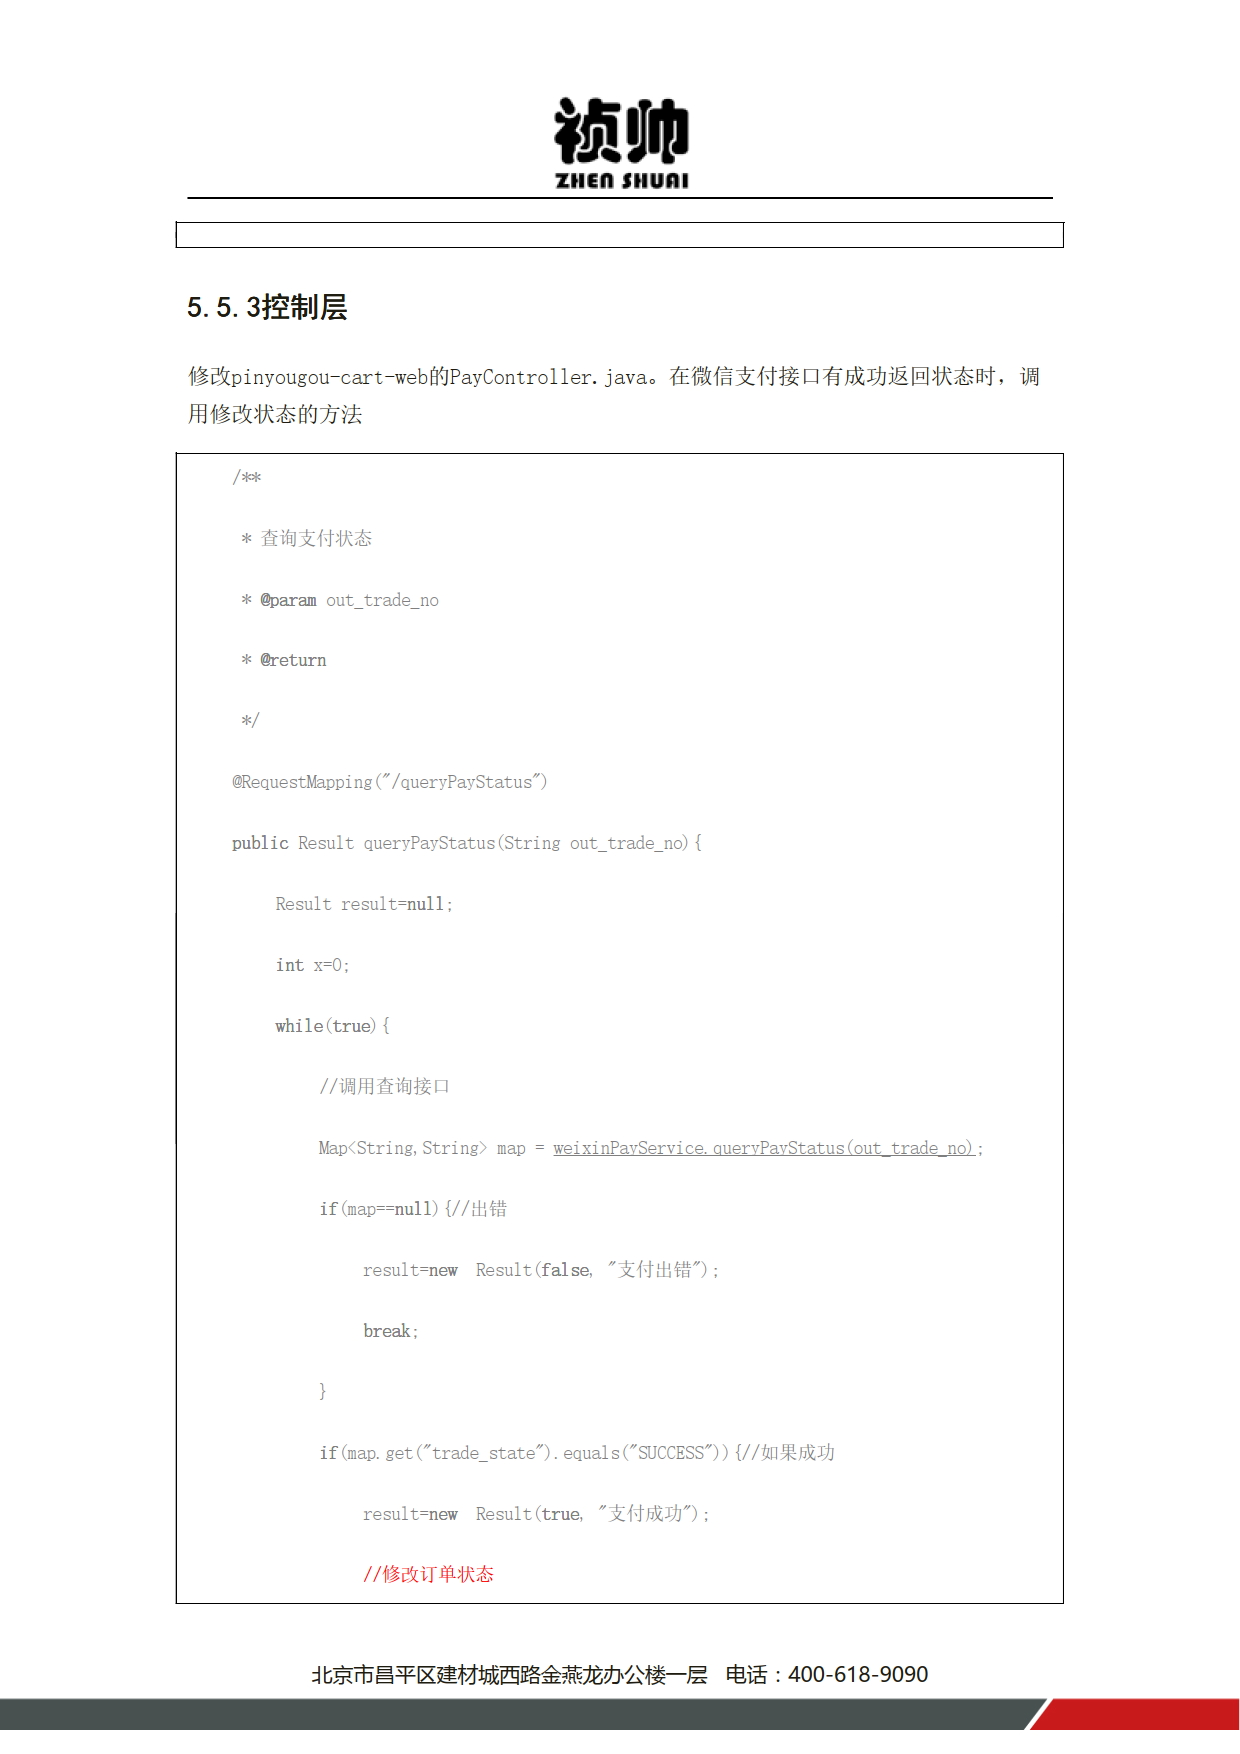 祯帅
ZHEN SHUAI
5.5.3控制层
修改pinyougou-cart-web的PayController.java。在微信支付接口有成功返回状态时，调
用修改状态的方法
/**
* 查询支付状态
* @param out_trade_no
* @return
*/
@RequestMapping("/queryPayStatus")
public Result queryPayStatus(String out_trade_no){
Result result=null;
int x=0;
while(true){
//调用查询接口
Map<String,String> map = weixinPayService.queryPayStatus(out_trade_no);
if(map==null){//出错
result=new  Result(false, "支付出错");
break;
}
if(map.get("trade_state").equals("SUCCESS")){//如果成功
result=new  Result(true, "支付成功");
//修改订单状态
北京市昌平区建材城西路金燕龙办公楼一层   电话：400-618-9090